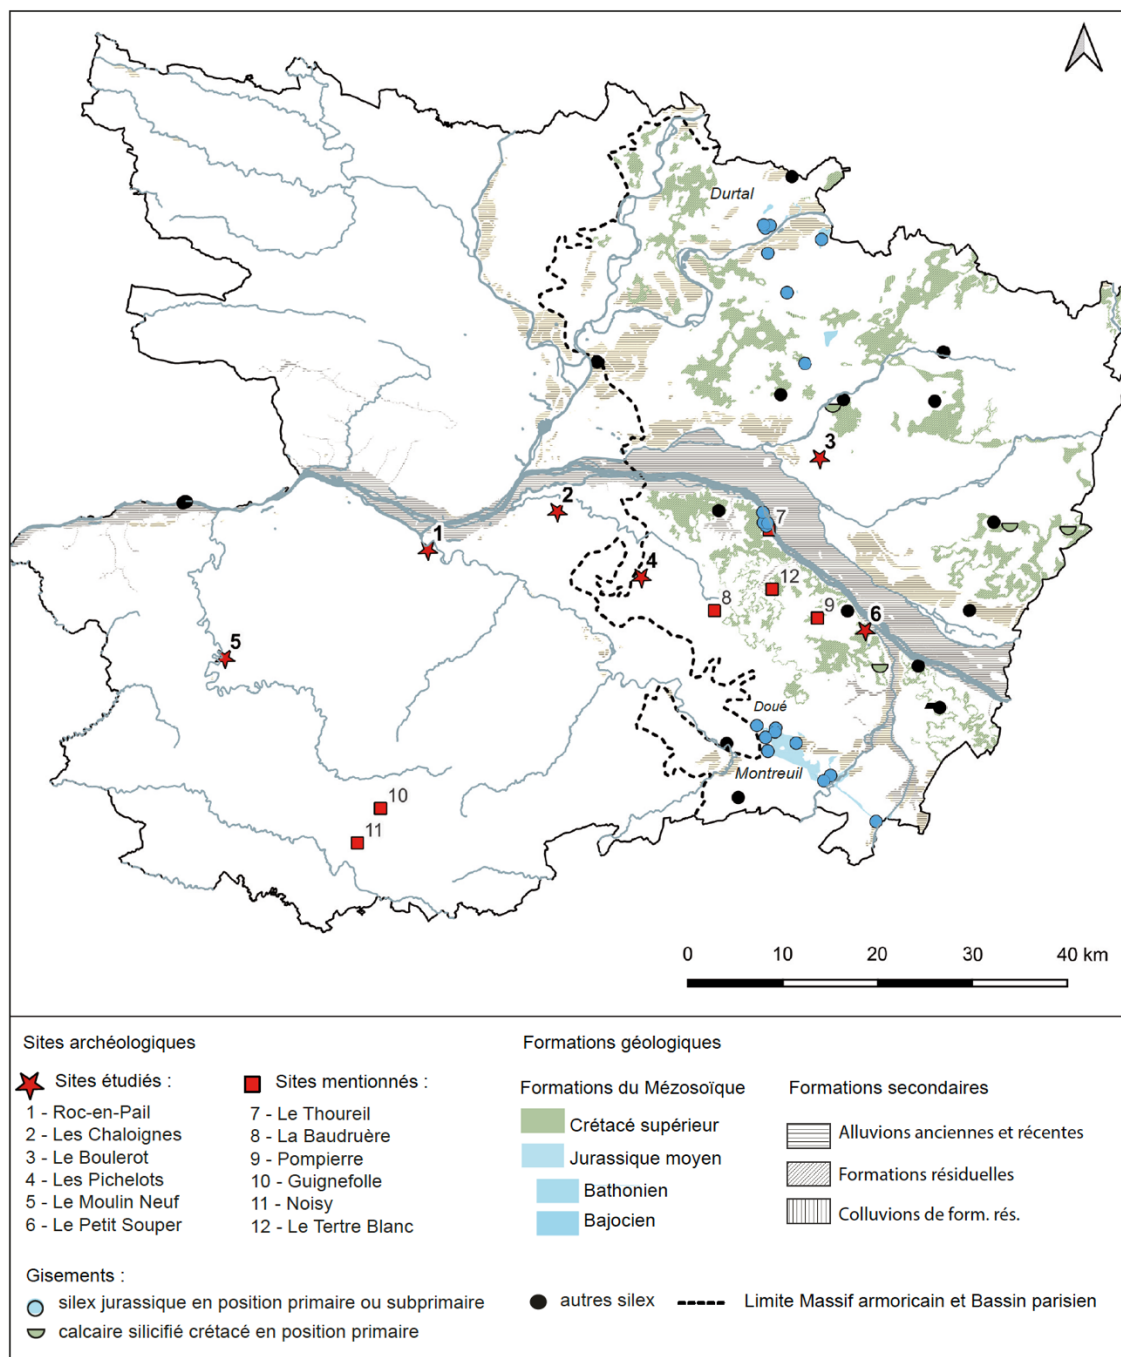 Durtal
3
2
7
1
4
12
8
9
6
5
Doué
Montreuil
10
11
0 10 20 30 40 km
Sites archéologiques
Sites étudiés :
1 - Roc-en-Pail
2 - Les Chaloignes
3 - Le Boulerot
4 - Les Pichelots
5 - Le Moulin Neuf
6 - Le Petit Souper
Sites mentionnés :
7 - Le Thoureil
8 - La Baudruère
9 - Pompierre
10 - Guignefolle
11 - Noisy
12 - Le Tertre Blanc
Formations géologiques
Formations du Mézosoïque
Crétacé supérieur
Jurassique moyen
Bathonien
Bajocien
Formations secondaires
Alluvions anciennes et récentes
Formations résiduelles
Colluvions de form. rés.
Gisements :
silex jurassique en position primaire ou subprimaire
calcaire silicifié crétacé en position primaire
autres silex
Limite Massif armoricain et Bassin parisien